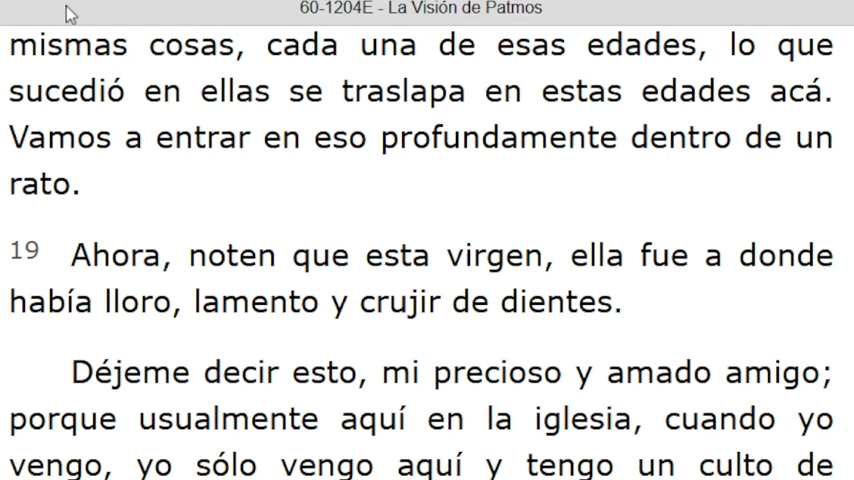 60-1204E - La Visión de Patmos
mismas cosas, cada una de esas edades, lo que
sucedió en ellas se traslapa en estas edades acá.
Vamos a entrar en eso profundamente dentro de un
rato.
19 Ahora, noten que esta virgen, ella fue a donde
había lloro, lamento y crujir de dientes.
Déjeme decir esto, mi precioso y amado amigo;
porque usualmente aquí en la iglesia, cuando yo
vengo, yo sólo vengo aquí y tengo un culto de